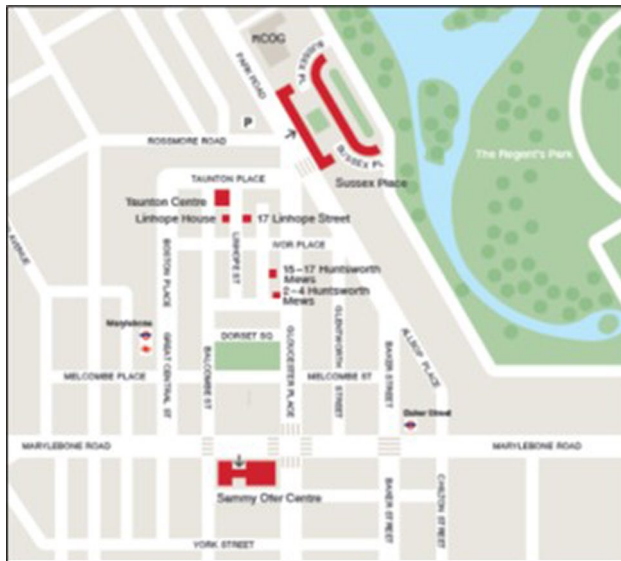 RCOG
SUSSEX PL
PARK ROAD
P
ROSSMORE ROAD
SUSSEX PL
The Regent's Park
TAUNTON PLACE
Sussex Place
Taunton Centre
Linhope House
17 Linhope Street
LINHOPE ST
IVOR PLACE
BOSTON PLACE
AVENUE
15–17 Huntsworth
Mews
2–4 Huntsworth
Mews
Marylebone
DORSET SQ
GREAT CENTRAL ST
BALCOMBE ST
GLOUCESTER PLACE
GLENTWORTH
STREET
BAKER STREET
ALLSOP PLACE
MELCOMBE PLACE
MELCOMBE ST
Baker Street
MARYLEBONE ROAD
MARYLEBONE ROAD
Sammy Ofer Centre
BAKER STREET
CHILTON STREET
YORK STREET